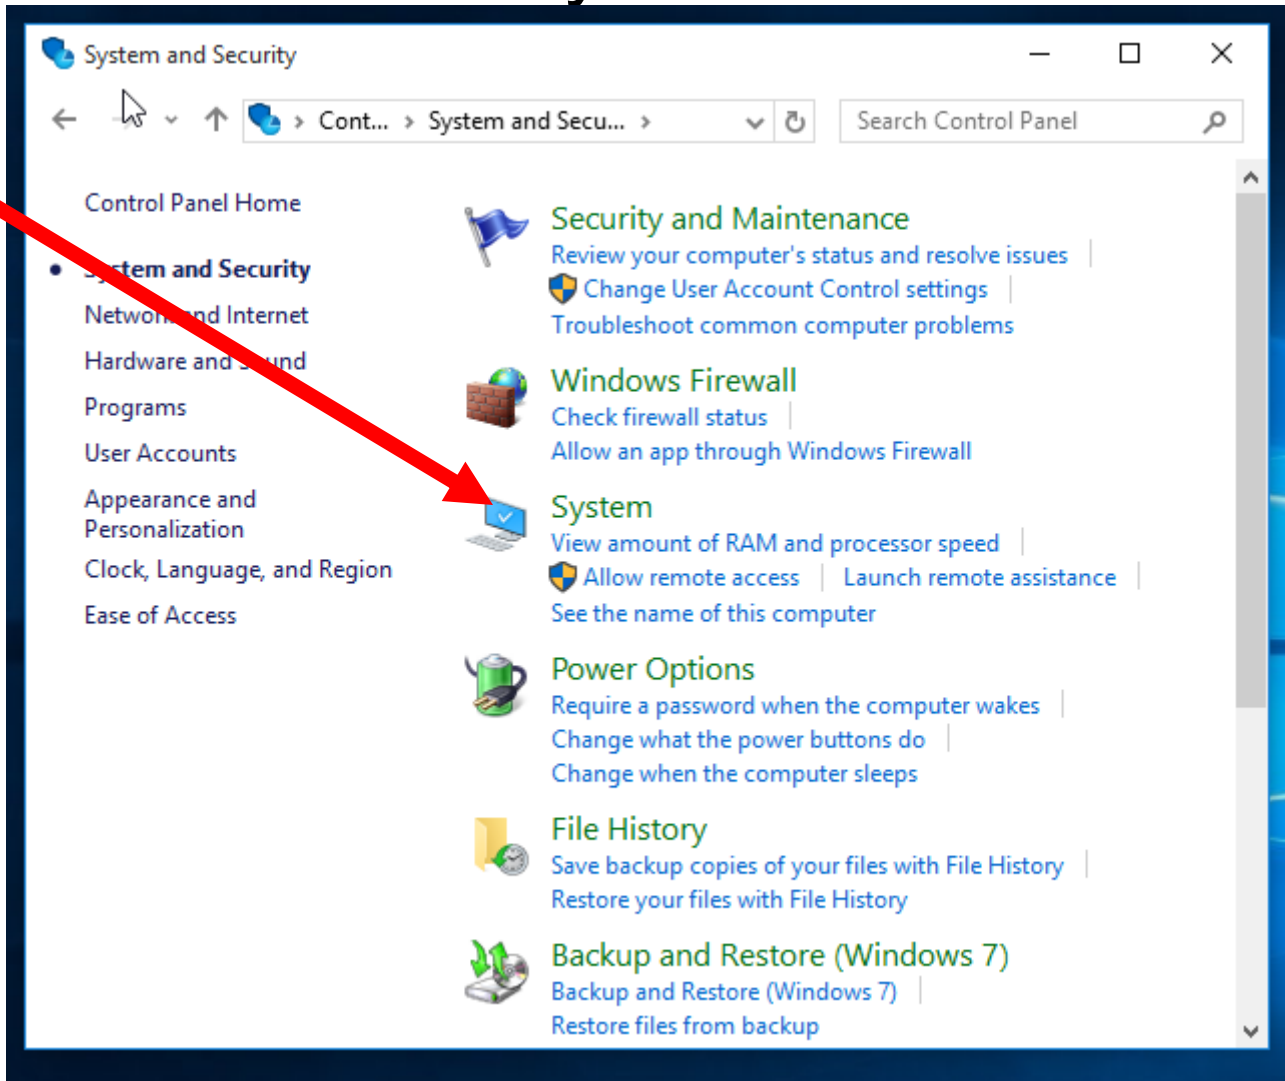 System and Security
Cont... > System and Secu... >
Search Control Panel
Control Panel Home
System and Security
Network and Internet
Hardware and Sound
Programs
User Accounts
Appearance and
Personalization
Clock, Language, and Region
Ease of Access
Security and Maintenance
Review your computer's status and resolve issues
Change User Account Control settings
Troubleshoot common computer problems
Windows Firewall
Check firewall status
Allow an app through Windows Firewall
System
View amount of RAM and processor speed
Allow remote access
Launch remote assistance
See the name of this computer
Power Options
Require a password when the computer wakes
Change what the power buttons do
Change when the computer sleeps
File History
Save backup copies of your files with File History
Restore your files with File History
Backup and Restore (Windows 7)
Backup and Restore (Windows 7)
Restore files from backup